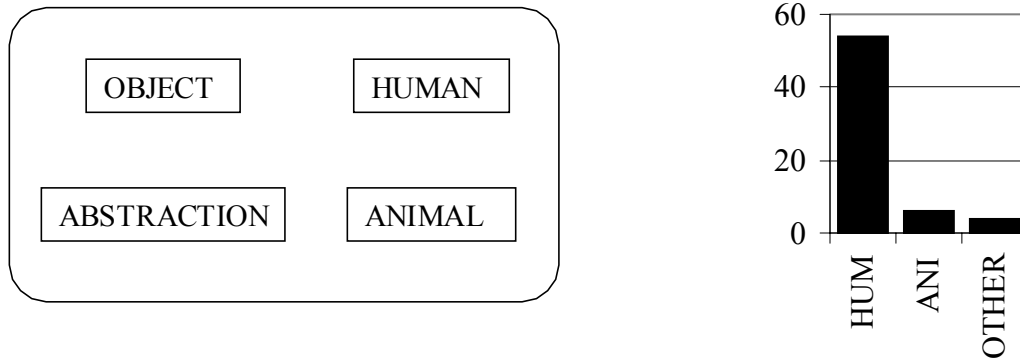 OBJECT HUMAN
ABSTRACTION ANIMAL
60
40
20
0
HUM
ANI
OTHER